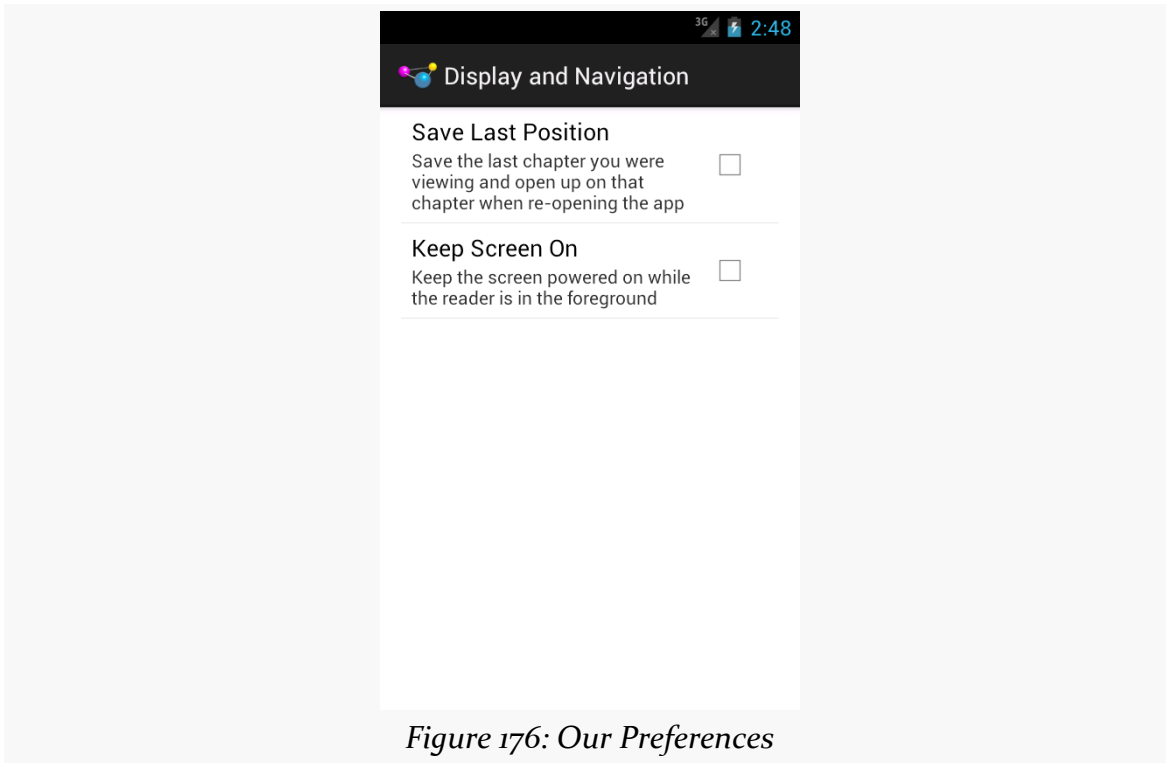 3G
2:48
Display and Navigation
Save Last Position
Save the last chapter you were
viewing and open up on that
chapter when re-opening the app
Keep Screen On
Keep the screen powered on while
the reader is in the foreground
Figure 176: Our Preferences